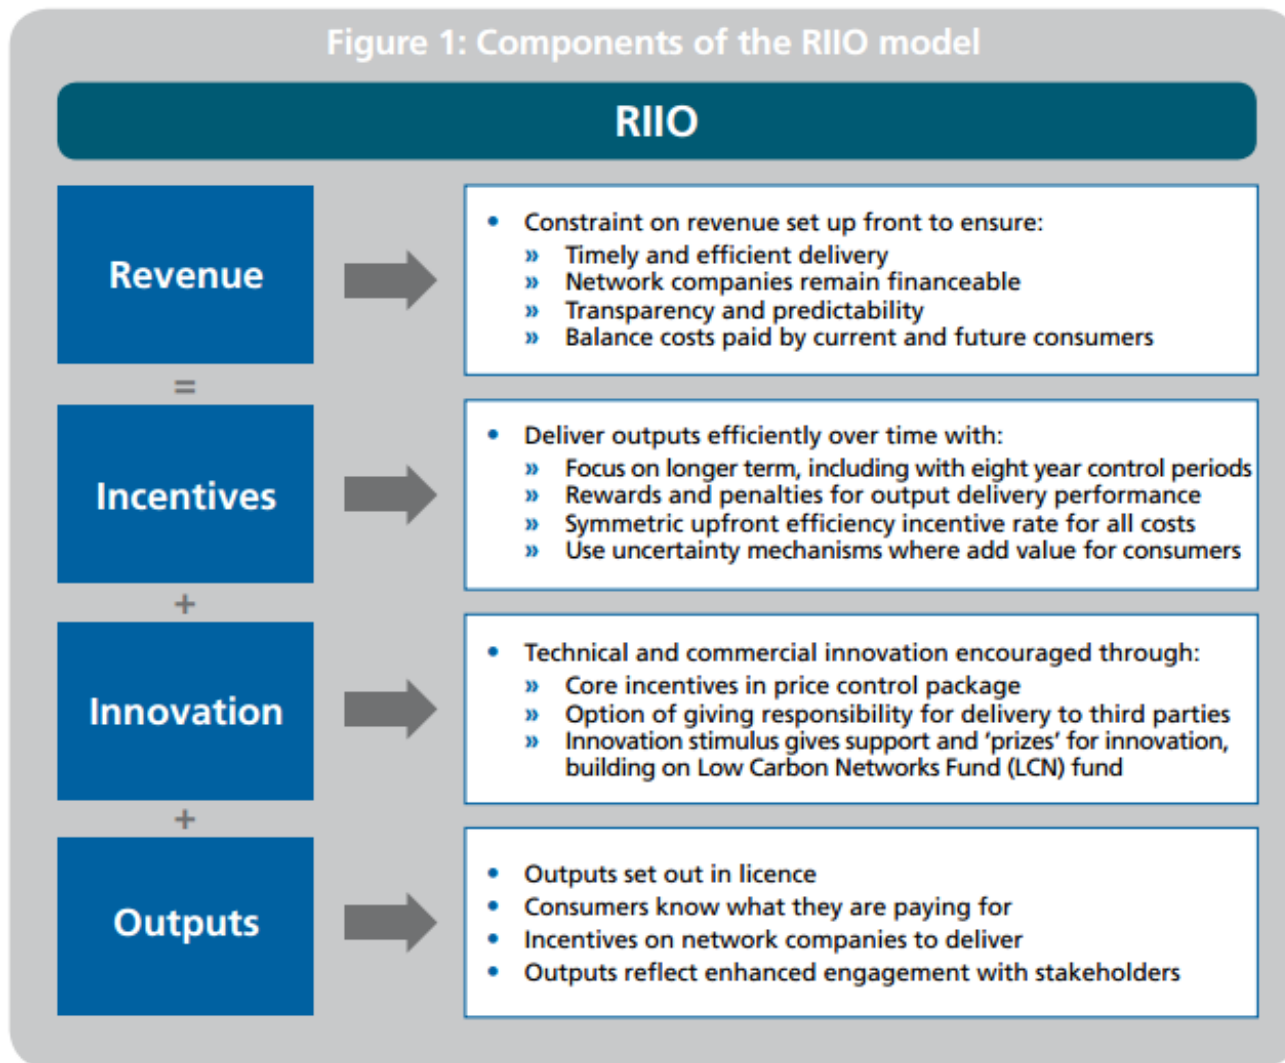 Figure 1: Components of the RIIO model
RIIO
Revenue
• Constraint on revenue set up front to ensure:
» Timely and efficient delivery
» Network companies remain financeable
» Transparency and predictability
» Balance costs paid by current and future consumers
=
Incentives
• Deliver outputs efficiently over time with:
» Focus on longer term, including with eight year control periods
» Rewards and penalties for output delivery performance
» Symmetric upfront efficiency incentive rate for all costs
» Use uncertainty mechanisms where add value for consumers
+
Innovation
• Technical and commercial innovation encouraged through:
» Core incentives in price control package
» Option of giving responsibility for delivery to third parties
» Innovation stimulus gives support and ‘prizes’ for innovation,
building on Low Carbon Networks Fund (LCN) fund
+
Outputs
• Outputs set out in licence
• Consumers know what they are paying for
• Incentives on network companies to deliver
• Outputs reflect enhanced engagement with stakeholders